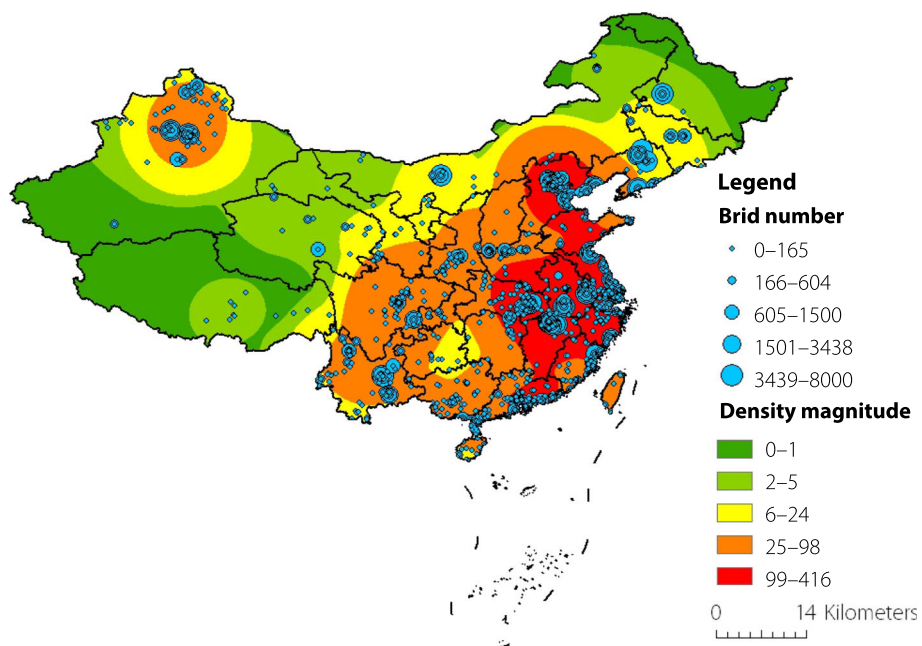 Legend
Brid number
0–165
166–604
605–1500
1501–3438
3439–8000
Density magnitude
0–1
2–5
6–24
25–98
99–416
0 14 Kilometers